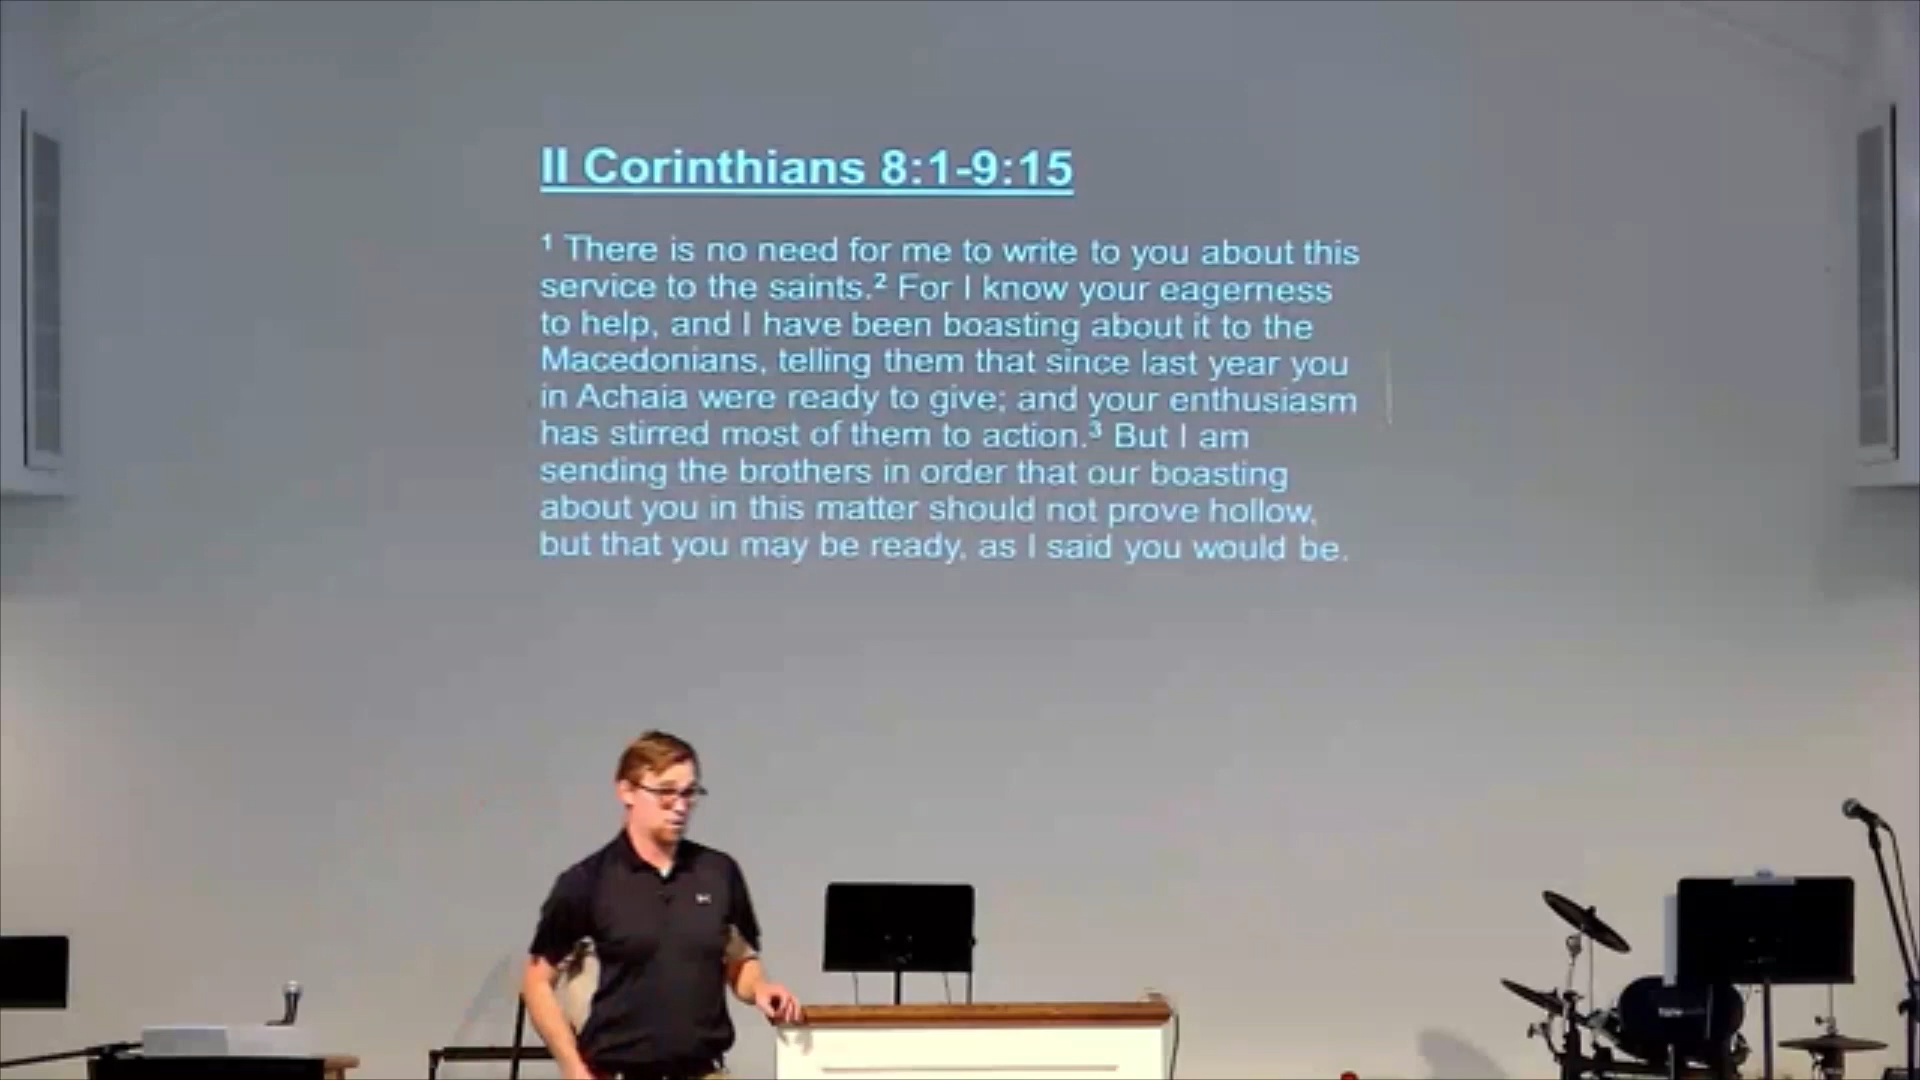 II Corinthians 8:1-9:15
¹ There is no need for me to write to you about this
service to the saints.² For I know your eagerness
to help, and I have been boasting about it to the
Macedonians, telling them that since last year you
in Achaia were ready to give; and your enthusiasm
has stirred most of them to action.³ But I am
sending the brothers in order that our boasting
about you in this matter should not prove hollow,
but that you may be ready, as I said you would be.